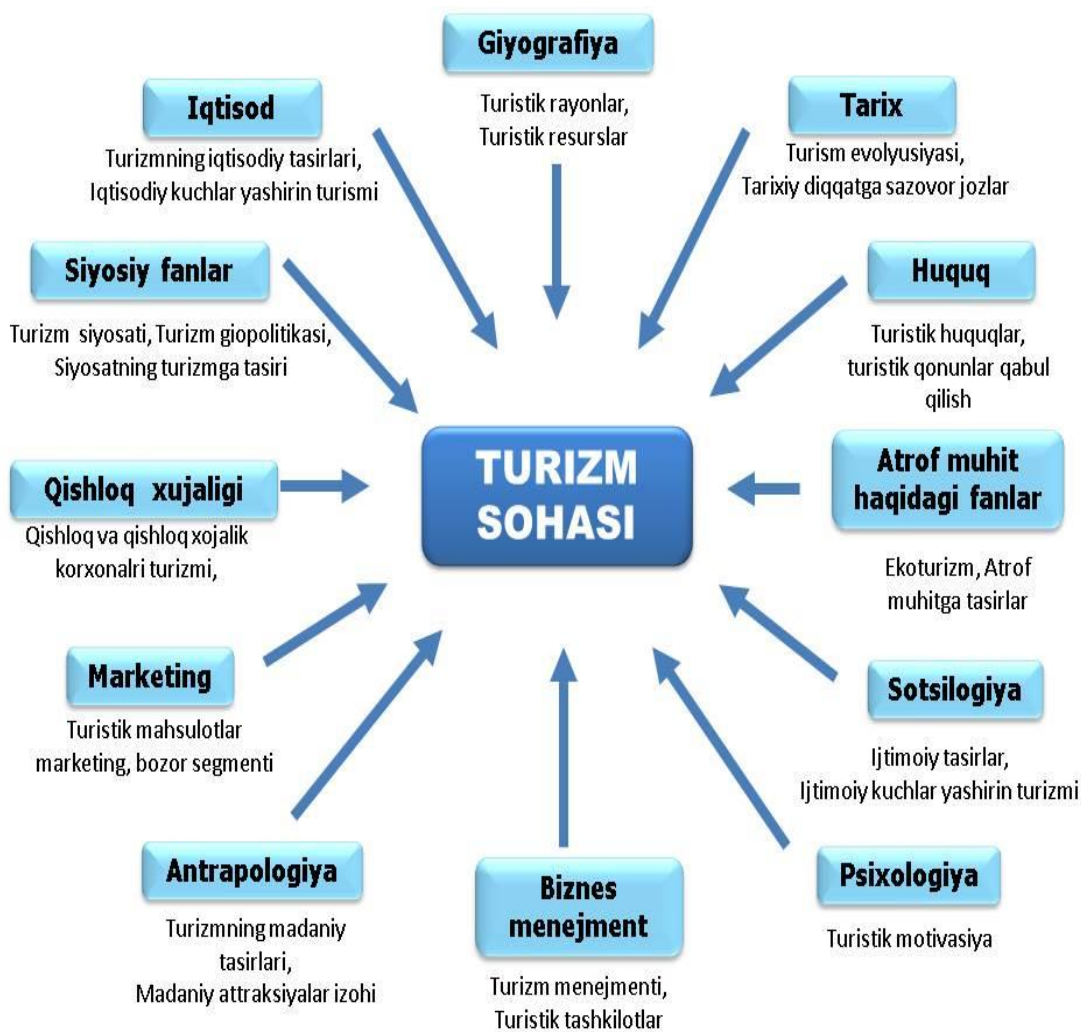 Giyografiya
Turistik rayonlar,
Turistik resurslar
Iqtisod
Turizmning iqtisodiy tasirlari,
Iqtisodiy kuchlar yashirin turismi
Tarix
Turism evolyusiyasi,
Tarixiy diqqatga sazovor jozlar
Siyosiy fanlar
Turizm siyosati, Turizm giopolitikasi,
Siyosatning turizmga tasiri
Huquq
Turistik huquqlar,
turistik qonunlar qabul
qilish
TURIZM
SOHASI
Qishloq xujaligi
Qishloq va qishloq xojalik
korxonalri turizmi,
Atrof muhit
haqidagi fanlar
Ekoturizm, Atrof
muhitga tasirlar
Marketing
Turistik mahsulotlar
marketing, bozor segmenti
Sotsilogiya
Ijtimoiy tasirlar,
Ijtimoiy kuchlar yashirin turizmi
Antrapologiya
Turizmning madaniy
tasirlari,
Madaniy attraksiyalar izohi
Biznes
menejment
Turizm menejmenti,
Turistik tashkilotlar
Psixologiya
Turistik motivasiya